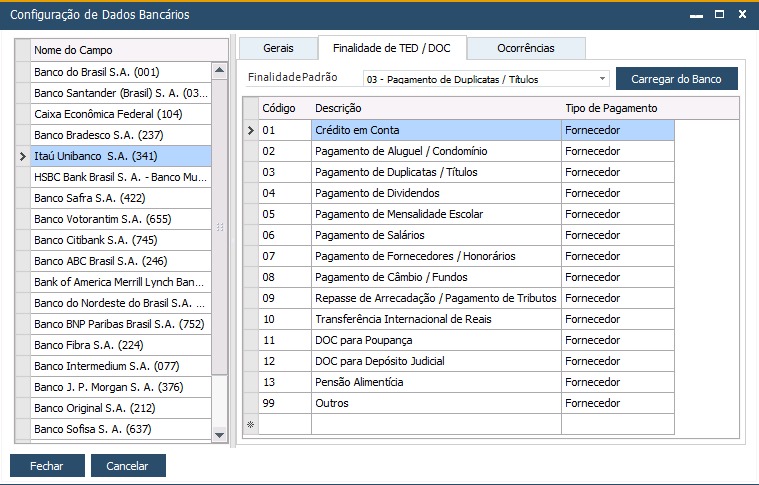 Configuração de Dados Bancários
Nome do Campo
Banco do Brasil S.A. (001)
Banco Santander (Brasil) S. A. (03...
Caixa Econômica Federal (104)
Banco Bradesco S.A. (237)
Itaú Unibanco S.A. (341)
HSBC Bank Brasil S. A. - Banco Mu...
Banco Safra S.A. (422)
Banco Votorantim S.A. (655)
Banco Citibank S.A. (745)
Banco ABC Brasil S.A. (246)
Bank of America Merrill Lynch Ban...
Banco do Nordeste do Brasil S.A. ...
Banco BNP Paribas Brasil S.A. (752)
Banco Fibra S.A. (224)
Banco Intermedium S.A. (077)
Banco J. P. Morgan S. A. (376)
Banco Original S.A. (212)
Banco Sofisa S. A. (637)
Gerais Finalidade de TED / DOC Ocorrências
FinalidadePadrão 03 - Pagamento de Duplicatas / Títulos Carregar do Banco
Código Descrição Tipo de Pagamento
01 Crédito em Conta Fornecedor
02 Pagamento de Aluguel / Condomínio Fornecedor
03 Pagamento de Duplicatas / Títulos Fornecedor
04 Pagamento de Dividendos Fornecedor
05 Pagamento de Mensalidade Escolar Fornecedor
06 Pagamento de Salários Fornecedor
07 Pagamento de Fornecedores / Honorários Fornecedor
08 Pagamento de Câmbio / Fundos Fornecedor
09 Repasse de Arrecadação / Pagamento de Tributos Fornecedor
10 Transferência Internacional de Reais Fornecedor
11 DOC para Poupança Fornecedor
12 DOC para Depósito Judicial Fornecedor
13 Pensão Alimentícia Fornecedor
99 Outros Fornecedor
Fechar Cancelar